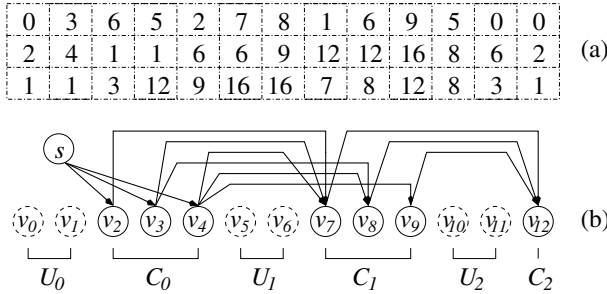 0 3 6 5 2 7 8 1 6 9 5 0 0
2 4 1 1 6 6 9 12 12 16 8 6 2 (a)
1 1 3 12 9 16 16 7 8 12 8 3 1
s
v0 v1 v2 v3 v4 v5 v6 v7 v8 v9 v10 v11 v12 (b)
U0 C0 U1 C1 U2 C2